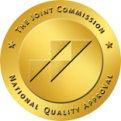 THE JOINT COMMISSION
NATIONAL QUALITY APPROVAL